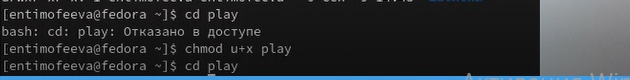 [entimofeeva@fedora ~]$ cd play
bash: cd: play: Отказано в доступе
[entimofeeva@fedora ~]$ chmod u+x play
[entimofeeva@fedora ~]$ cd play